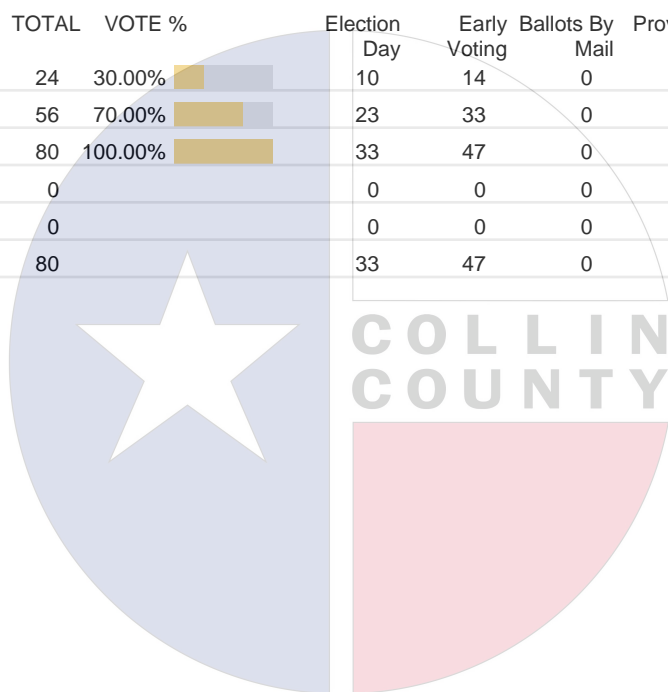 TOTAL VOTE % Election Day Early Voting Ballots By Mail Prov
24 30.00% 10 14 0
56 70.00% 23 33 0
80 100.00% 33 47 0
0 0 0 0
0 0 0 0
80 33 47 0
COLLIN
COUNTY